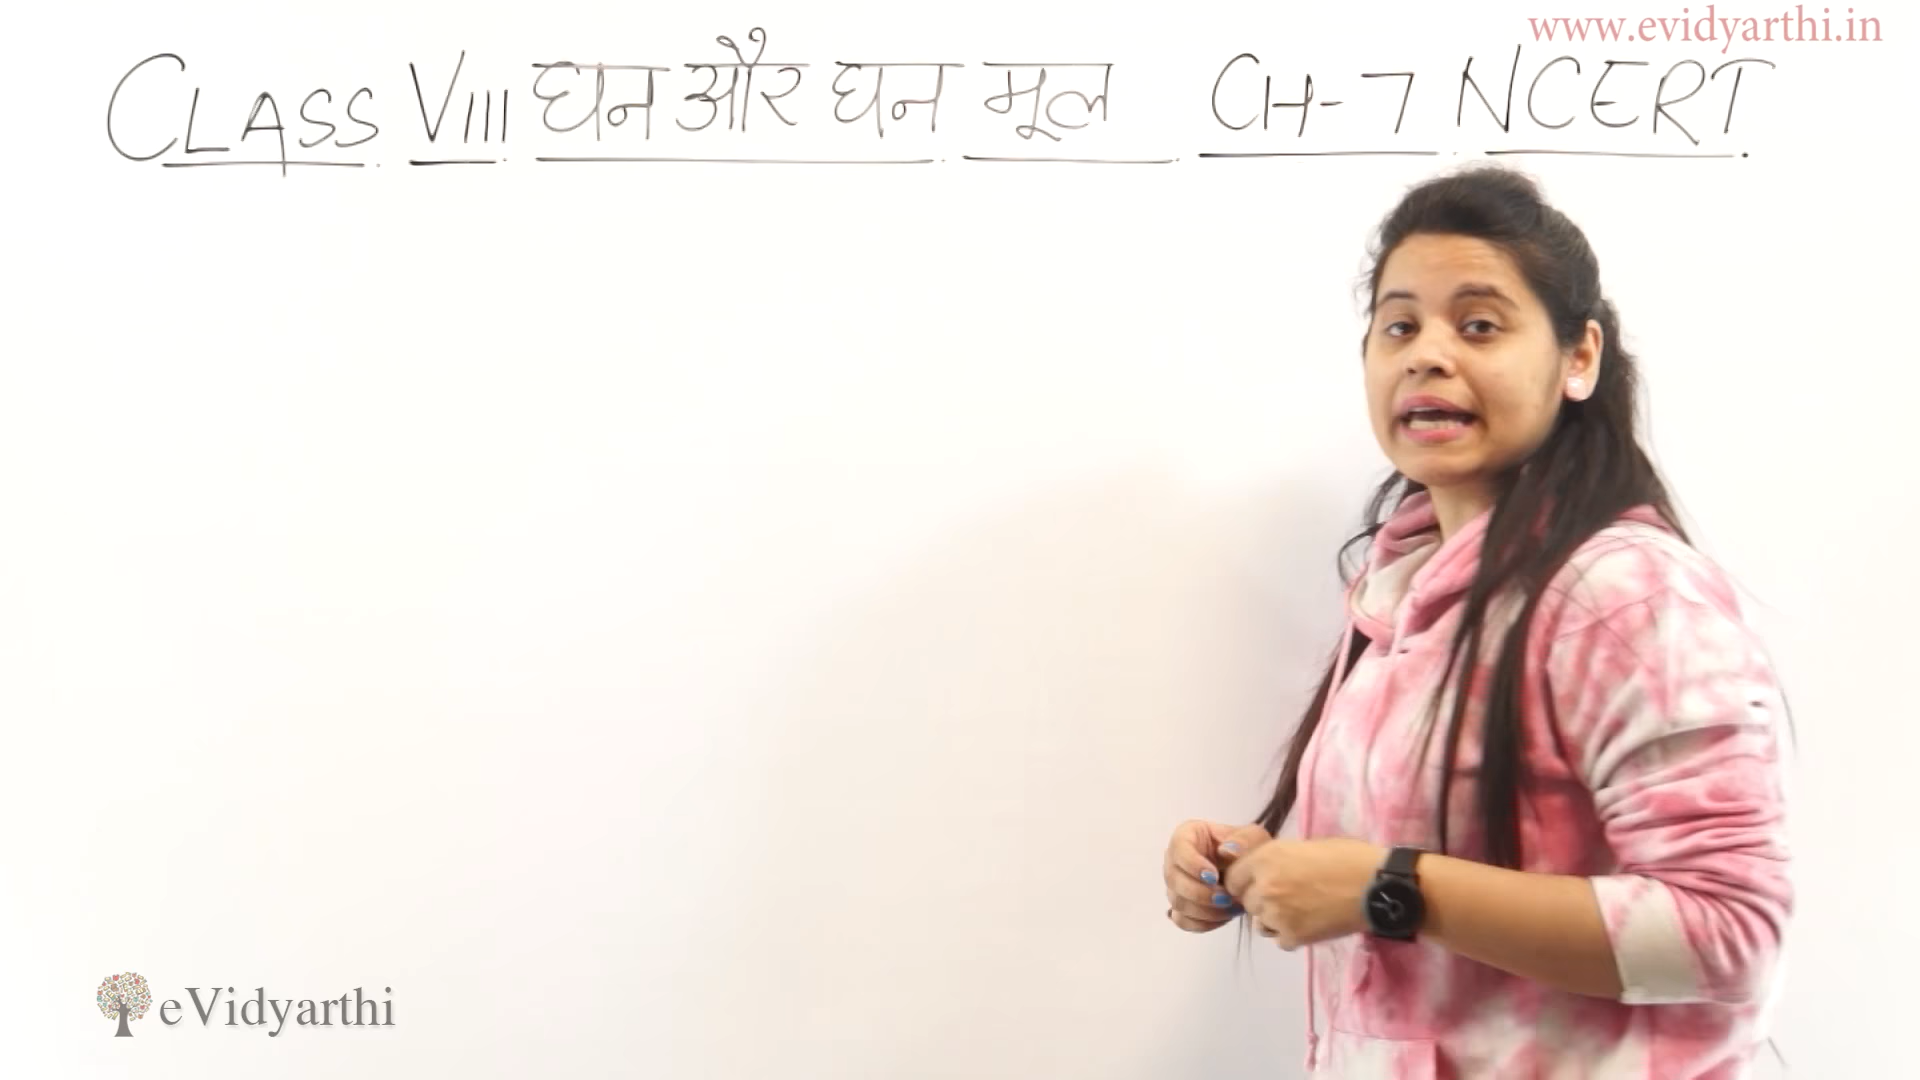 www.evidyarthi.in
CLASS VIII घन और घन मूल CH-7 NCERT
eVidyarthi